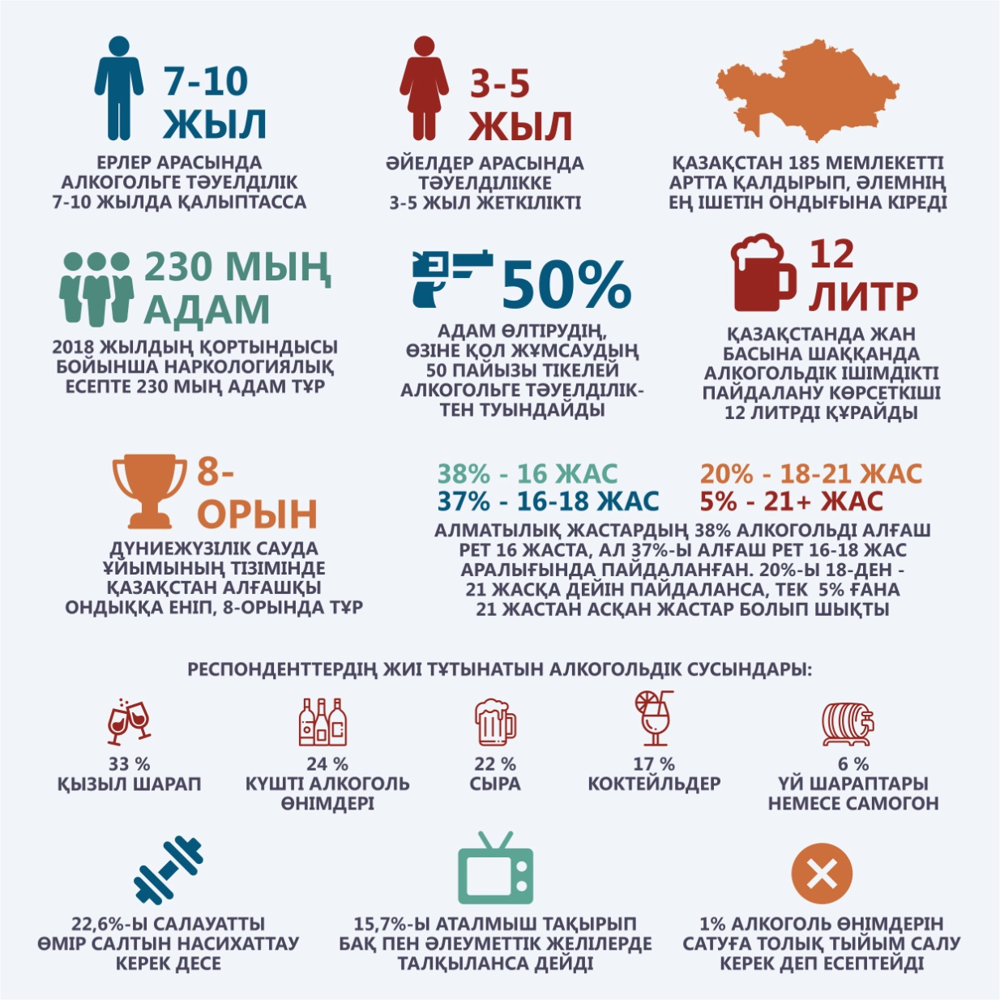 7-10
ЖЫЛ
ЕРЛЕР АРАСЫНДА
АЛКОГОЛЬГЕ ТӘУЕЛДІЛІК
7-10 ЖЫЛДА ҚАЛЫПТАССА
3-5
ЖЫЛ
ӘЙЕЛДЕР АРАСЫНДА
ТӘУЕЛДІЛІККЕ
3-5 ЖЫЛ ЖЕТКІЛІКТІ
ҚАЗАҚСТАН 185 МЕМЛЕКЕТТІ
АРТТА ҚАЛДЫРЫП, ӘЛЕМНІҢ
ЕҢ ІШЕТІН ОНДЫҒЫНА КІРЕДІ
230 МЫҢ
АДАМ
2018 ЖЫЛДЫҢ ҚОРТЫНДЫСЫ
БОЙЫНША НАРКОЛОГИЯЛЫҚ
ЕСЕПТЕ 230 МЫҢ АДАМ ТҰР
50%
АДАМ ӨЛТІРУДІҢ,
ӨЗІНЕ ҚОЛ ЖҰМСАУДЫҢ
50 ПАЙЫЗЫ ТІКЕЛЕЙ
АЛКОГОЛЬГЕ ТӘУЕЛДІЛІК-
ТЕН ТУЫНДАЙДЫ
12
ЛИТР
ҚАЗАҚСТАНДА ЖАН
БАСЫНА ШАҚҚАНДА
АЛКОГОЛЬДІК ІШІМДІКТІ
ПАЙДАЛАНУ КӨРСЕТКІШІ
12 ЛИТРДІ ҚҰРАЙДЫ
8-
ОРЫН
ДҮНИЕЖҮЗІЛІК САУДА
ҰЙЫМЫНЫҢ ТІЗІМІНДЕ
ҚАЗАҚСТАН АЛҒАШҚЫ
ОНДЫҚҚА ЕНІП, 8-ОРЫНДА ТҰР
38% - 16 ЖАС
37% - 16-18 ЖАС
20% - 18-21 ЖАС
5% - 21+ ЖАС
АЛМАТЫЛЫҚ ЖАСТАРДЫҢ 38% АЛКОГОЛЬДІ АЛҒАШ
РЕТ 16 ЖАСТА, АЛ 37%-Ы АЛҒАШ РЕТ 16-18 ЖАС
АРАЛЫҒЫНДА ПАЙДАЛАНҒАН. 20%-Ы 18-ДЕН -
21 ЖАСҚА ДЕЙІН ПАЙДАЛАНСА, ТЕК 5% ҒАНА
21 ЖАСТАН АСҚАН ЖАСТАР БОЛЫП ШЫҚТЫ
РЕСПОНДЕНТТЕРДІҢ ЖИІ ТҰТЫНАТЫН АЛКОГОЛЬДІК СУСЫНДАРЫ:
33 %
ҚЫЗЫЛ ШАРАП
24 %
КҮШТІ АЛКОГОЛЬ
ӨНІМДЕРІ
22 %
СЫРА
17 %
КОКТЕЙЛЬДЕР
6 %
ҮЙ ШАРАПТАРЫ
НЕМЕСЕ САМОГОН
22,6%-Ы САЛАУАТТЫ
ӨМІР САЛТЫН НАСИХАТТАУ
КЕРЕК ДЕСЕ
15,7%-Ы АТАЛМЫШ ТАҚЫРЫП
БАҚ ПЕН ӘЛЕУМЕТТІК ЖЕЛІЛЕРДЕ
ТАЛҚЫЛАНСА ДЕЙДІ
1% АЛКОГОЛЬ ӨНІМДЕРІН
САТУҒА ТОЛЫҚ ТЫЙЫМ САЛУ
КЕРЕК ДЕП ЕСЕПТЕЙДІ